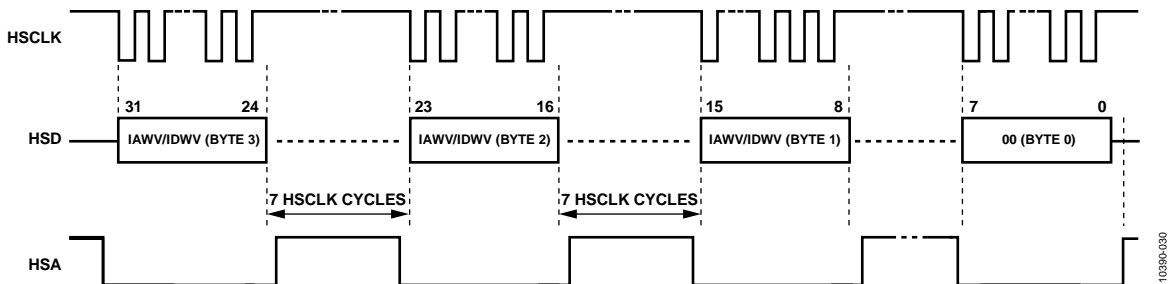 HSCLK
31 24 23 16 15 8 7 0
HSD IAWV/IDWV (BYTE 3) IAWV/IDWV (BYTE 2) IAWV/IDWV (BYTE 1) 00 (BYTE 0)
7 HSCLK CYCLES 7 HSCLK CYCLES
HSA
10390-030